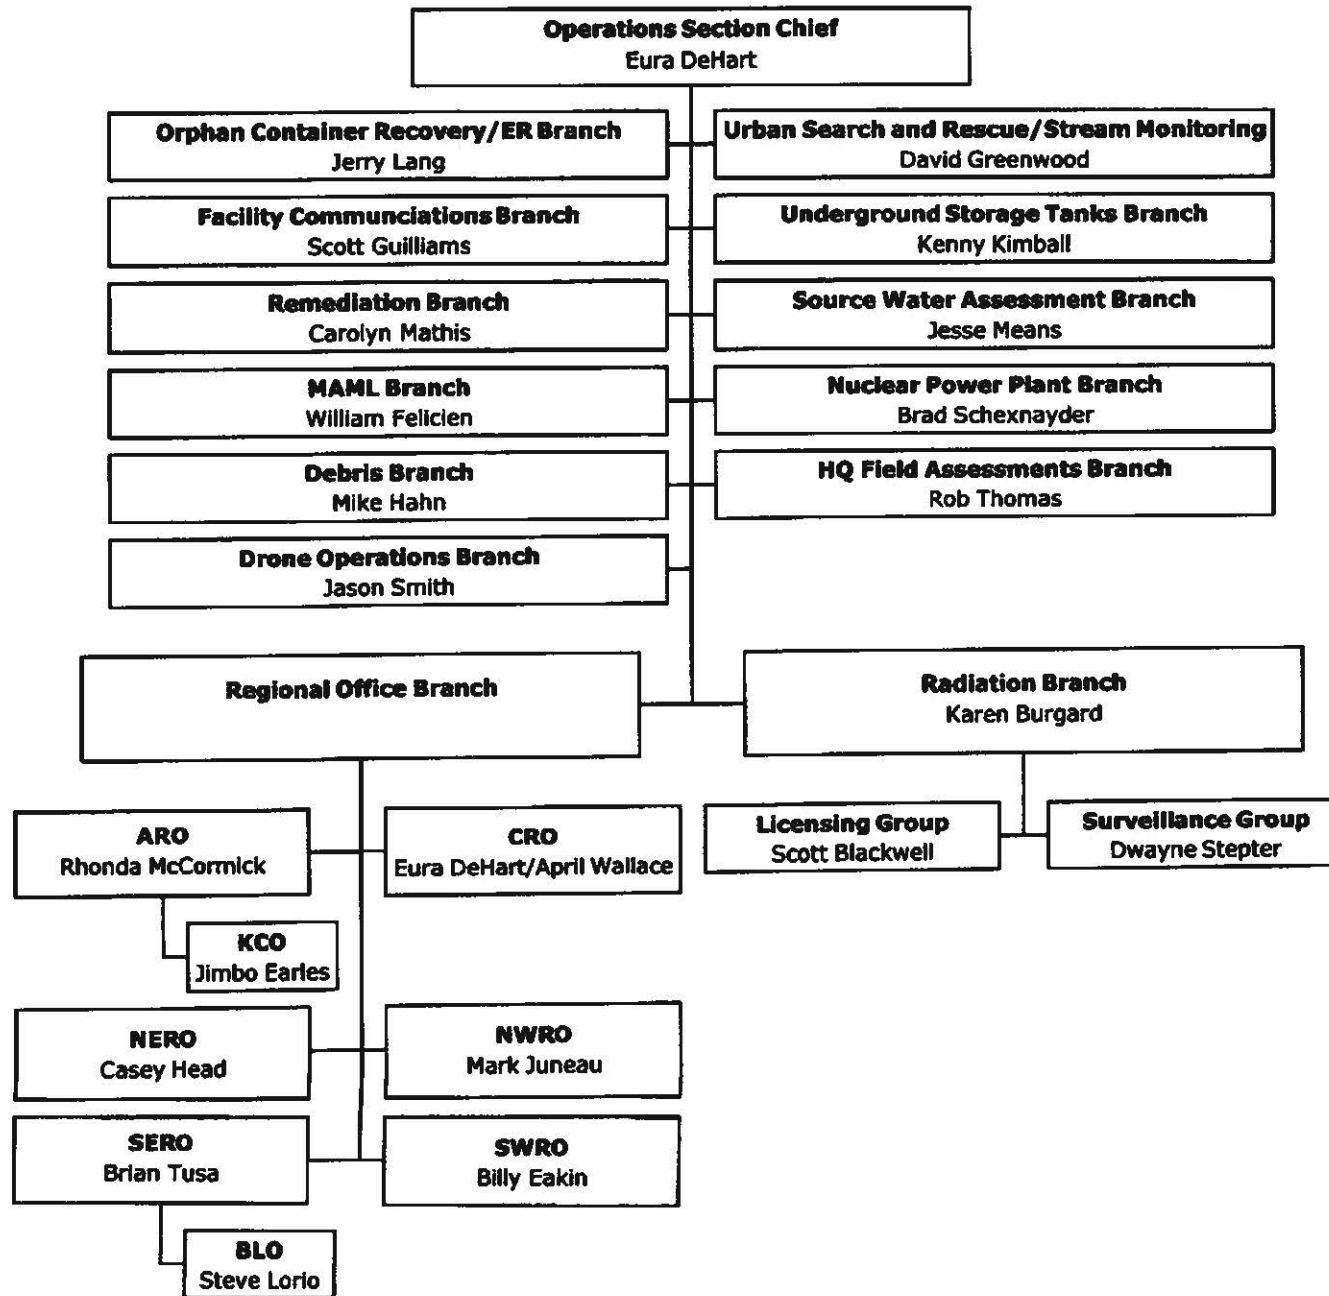 Operations Section Chief
Eura DeHart
Orphan Container Recovery/ER Branch
Jerry Lang
Urban Search and Rescue/Stream Monitoring
David Greenwood
Facility Communciations Branch
Scott Guilliams
Underground Storage Tanks Branch
Kenny Kimball
Remediation Branch
Carolyn Mathis
Source Water Assessment Branch
Jesse Means
MAML Branch
William Felicien
Nuclear Power Plant Branch
Brad Schexnayder
Debris Branch
Mike Hahn
HQ Field Assessments Branch
Rob Thomas
Drone Operations Branch
Jason Smith
Regional Office Branch
Radiation Branch
Karen Burgard
ARO
Rhonda McCormick
CRO
Eura DeHart/April Wallace
Licensing Group
Scott Blackwell
Surveillance Group
Dwayne Stepter
KCO
Jimbo Earles
NERO
Casey Head
NWRO
Mark Juneau
SERO
Brian Tusa
SWRO
Billy Eakin
BLO
Steve Lorio